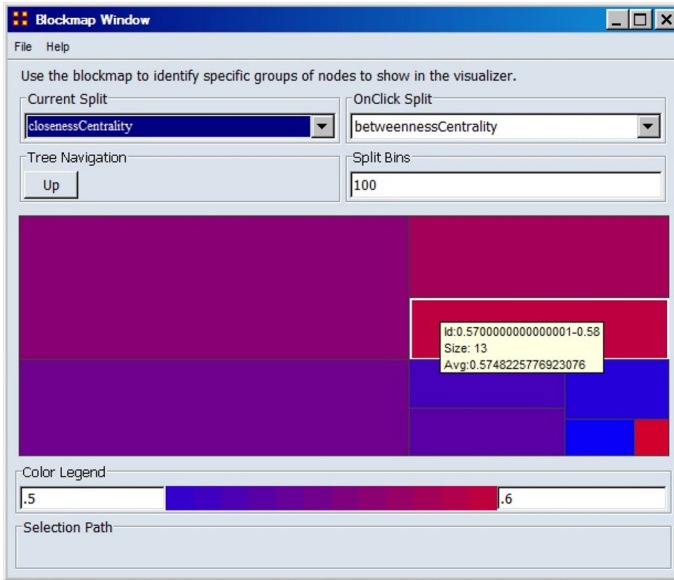 Blockmap Window
File Help
Use the blockmap to identify specific groups of nodes to show in the visualizer.
Current Split OnClick Split
closenessCentrality betweennessCentrality
Tree Navigation Split Bins
Up 100
Id:0.5700000000000001-0.58
Size: 13
Avg:0.5748225776923076
Color Legend
.5 .6
Selection Path